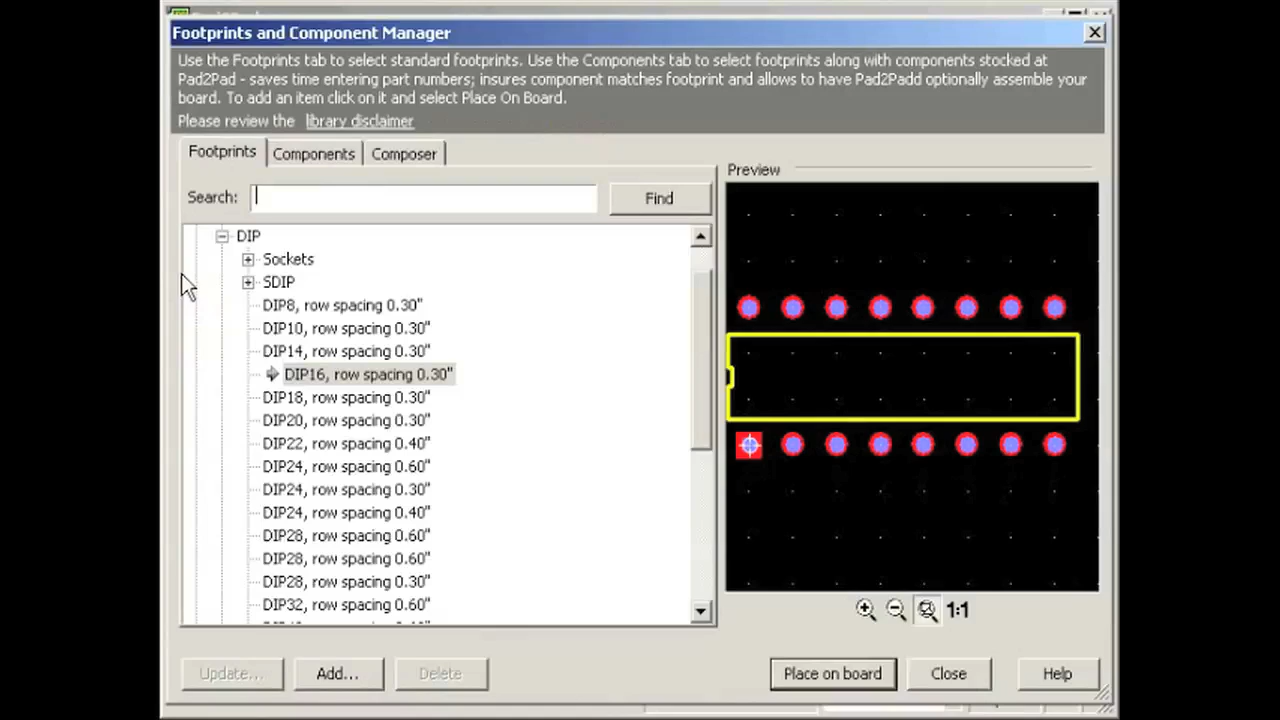 Footprints and Component Manager
Use the Footprints tab to select standard footprints. Use the Components tab to select footprints along with components stocked at
Pad2Pad - saves time entering part numbers; insures component matches footprint and allows to have Pad2Padd optionally assemble your
board. To add an item click on it and select Place On Board.
Please review the library disclaimer
Footprints Components Composer
Search: Find
Preview
DIP
Sockets
SDIP
DIP8, row spacing 0.30"
DIP10, row spacing 0.30"
DIP14, row spacing 0.30"
DIP16, row spacing 0.30"
DIP18, row spacing 0.30"
DIP20, row spacing 0.30"
DIP22, row spacing 0.40"
DIP24, row spacing 0.60"
DIP24, row spacing 0.30"
DIP24, row spacing 0.40"
DIP28, row spacing 0.60"
DIP28, row spacing 0.60"
DIP28, row spacing 0.30"
DIP32, row spacing 0.60"
1:1
Update... Add... Delete Place on board Close Help